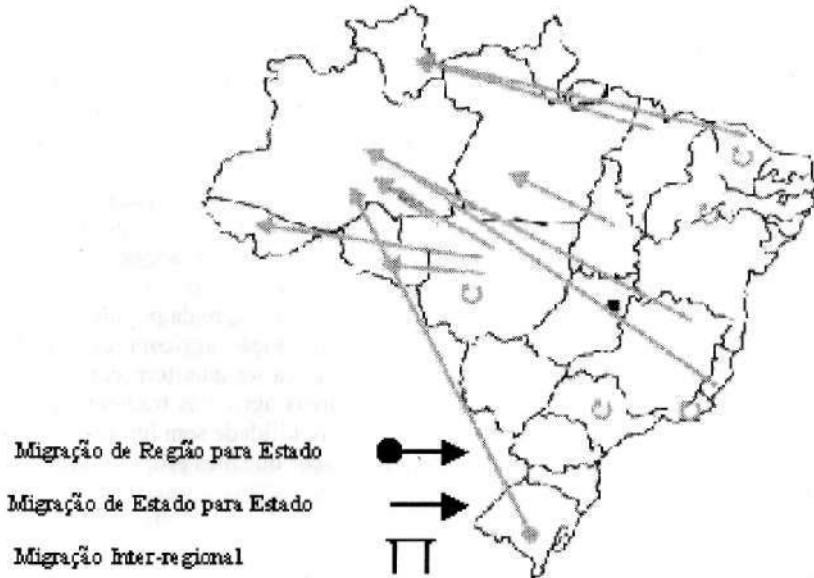 Migração de Região para Estado
Migração de Estado para Estado
Migração Inter-regional